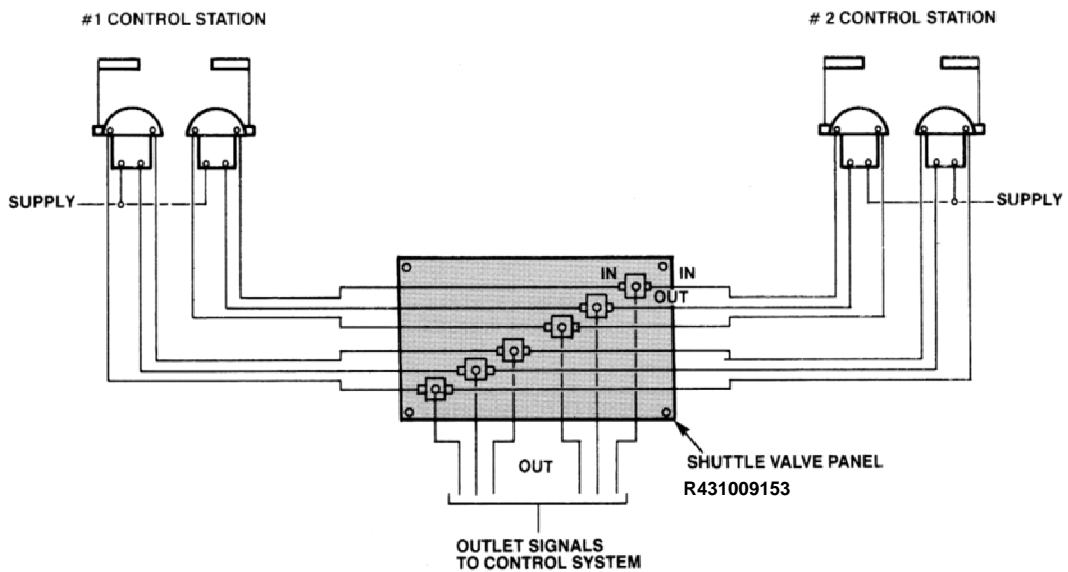 #1 CONTROL STATION
# 2 CONTROL STATION
SUPPLY
SUPPLY
IN
IN
OUT
OUT
SHUTTLE VALVE PANEL
R431009153
OUTLET SIGNALS
TO CONTROL SYSTEM